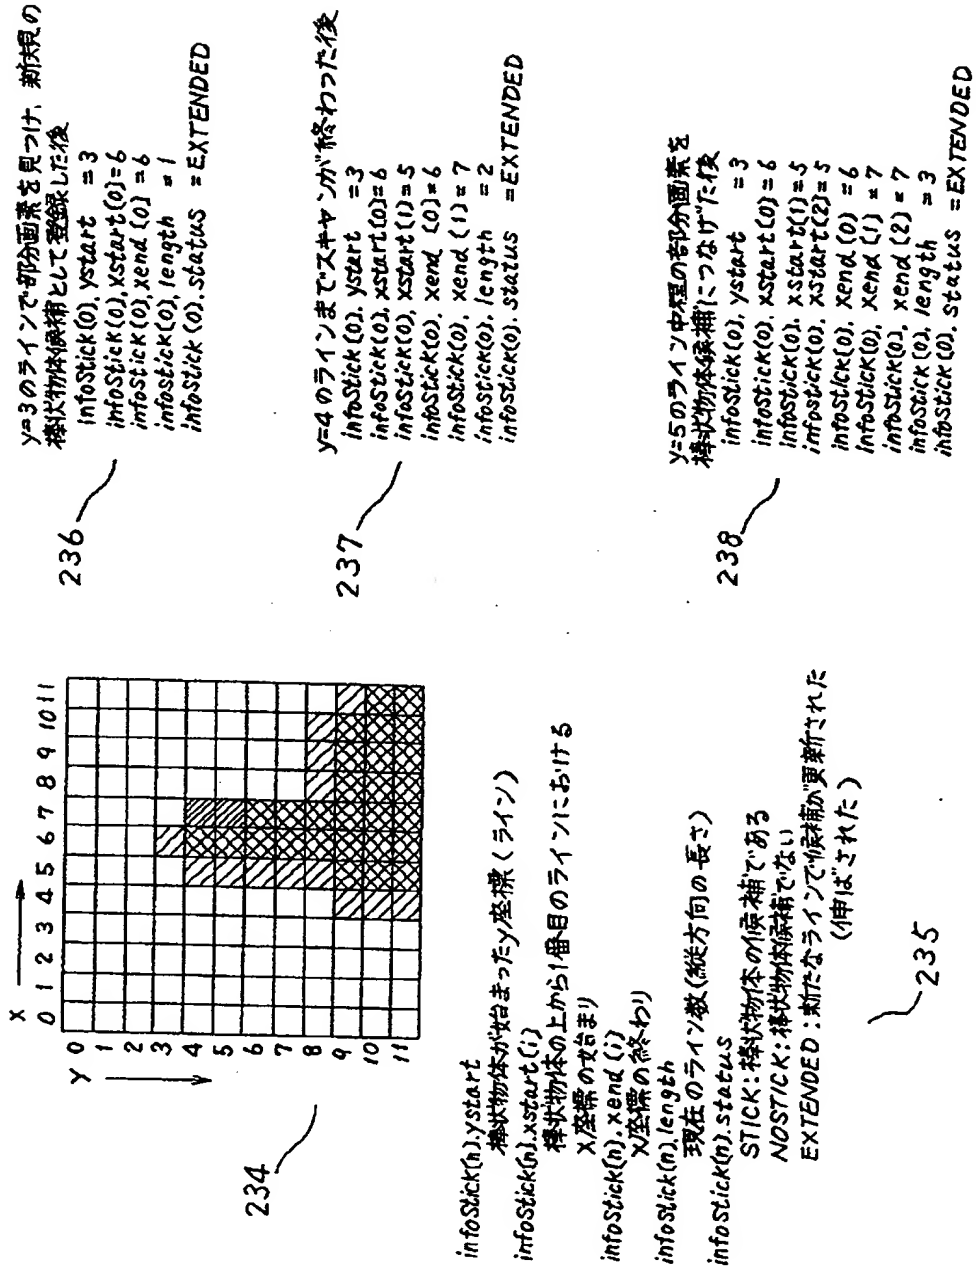 X
0 1 2 3 4 5 6 7 8 9 10 11
Y
0
1
2
3
4
5
6
7
8
9
10
11
234
infoStick(n).ystart
棒状物体が始まったy座標(ライン)
infoStick(n).xstart(i)
棒状物体の上からi番目のラインにおける
X座標の始まり
infoStick(n).xend(i)
X座標の終わり
infoStick(n).length
現在のライン数(縦方向の長さ)
infoStick(n).status
STICK:棒状物体の候補である
NOSTICK:棒状物体候補でない
EXTENDED:新たなラインで候補が更新された
(伸ばされた)
235
y=3のラインで部分画素を見つけ、新規の
棒状物体候補として登録した後
infoStick(0).ystart =3
infoStick(0).xstart(0)=6
infoStick(0).xend(0)=6
infoStick(0).length =1
infoStick(0).status =EXTENDED
236
y=4のラインまでスキャンが終わった後
infoStick(0).ystart =3
infoStick(0).xstart(0)=6
infoStick(0).xstart(1)=5
infoStick(0).xend(0)=6
infoStick(0).xend(1)=7
infoStick(0).length =2
infoStick(0).status =EXTENDED
237
y=5のライン中程の部分画素を
棒状物体候補につなげた後
infoStick(0).ystart =3
infoStick(0).xstart(0)=6
infoStick(0).xstart(1)=5
infoStick(0).xstart(2)=5
infoStick(0).xend(0)=6
infoStick(0).xend(1)=7
infoStick(0).xend(2)=7
infoStick(0).length =3
infoStick(0).status =EXTENDED
238